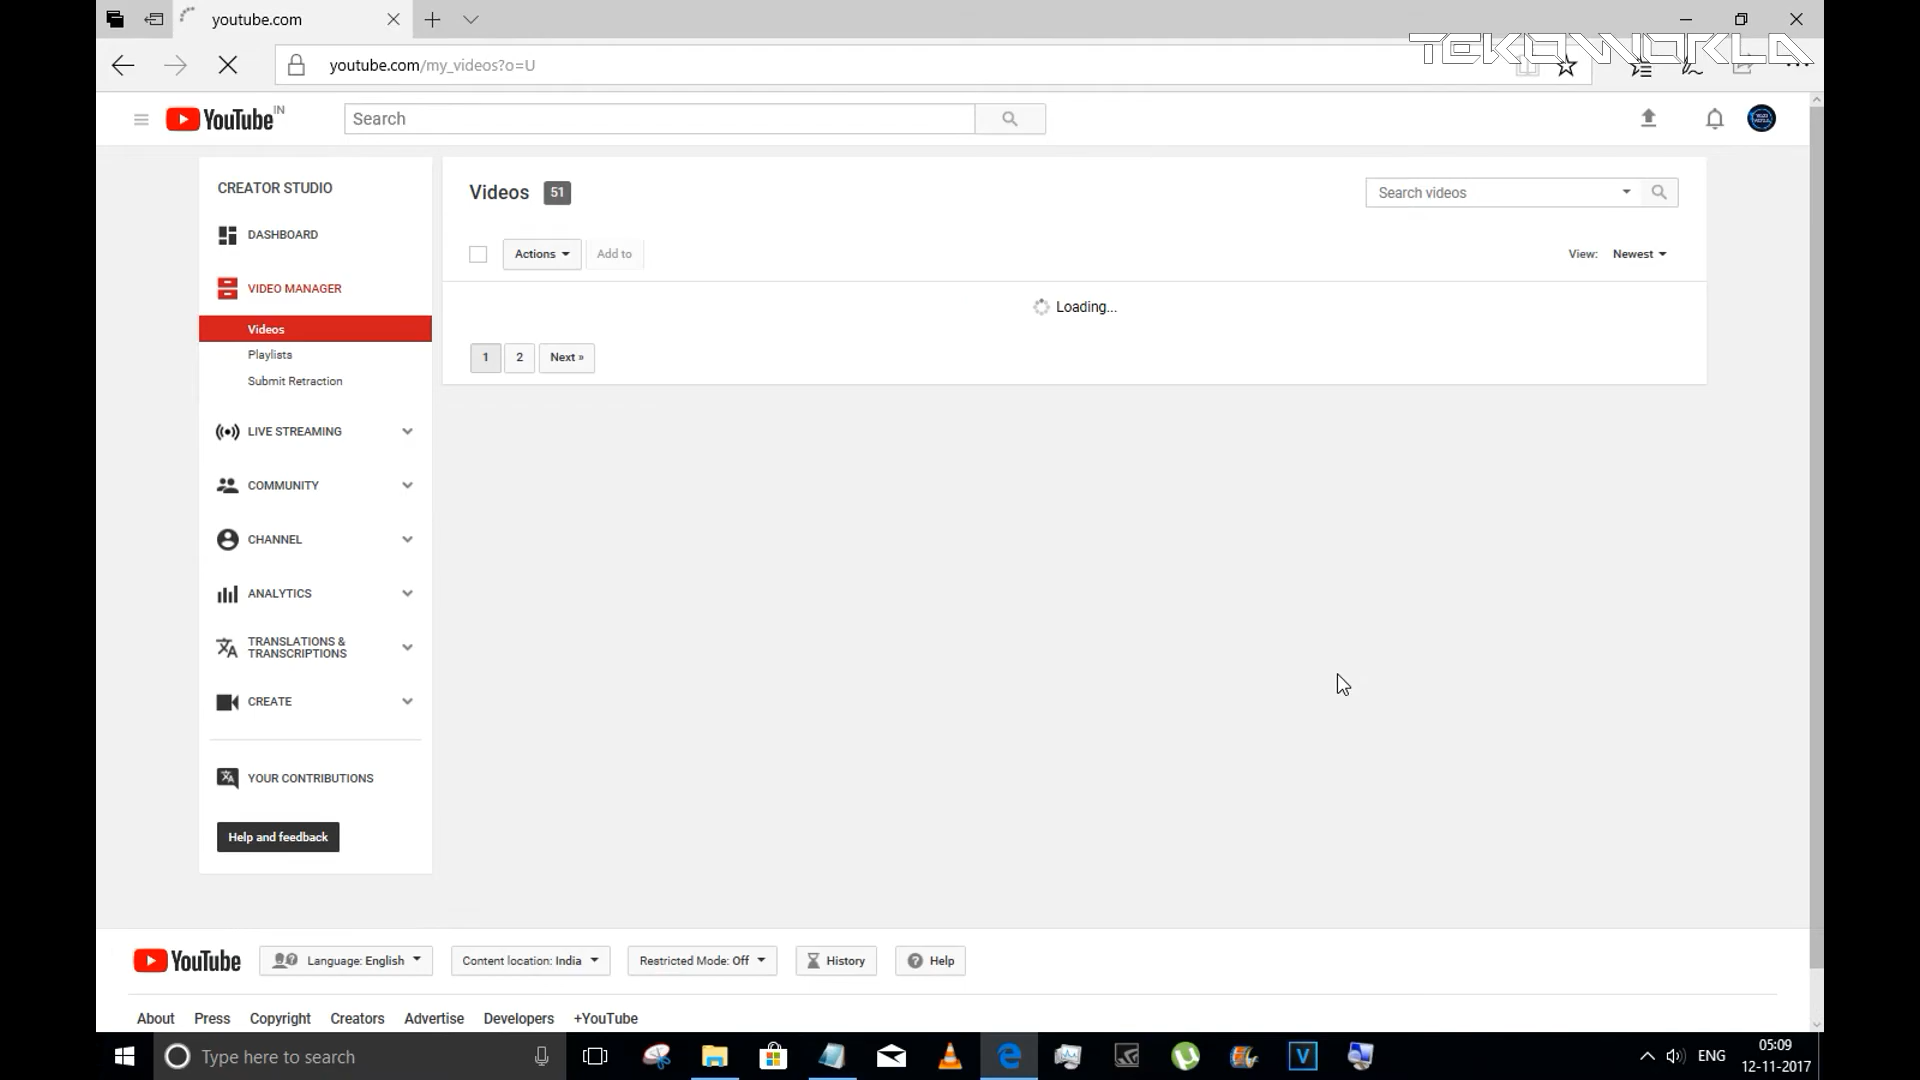 youtube.com
TEKOWORLD
youtube.com/my_videos?o=U
YouTube IN
Search
CREATOR STUDIO
DASHBOARD
VIDEO MANAGER
Videos
Playlists
Submit Retraction
LIVE STREAMING
COMMUNITY
CHANNEL
ANALYTICS
TRANSLATIONS &
TRANSCRIPTIONS
CREATE
YOUR CONTRIBUTIONS
Help and feedback
Videos 51
Search videos
Actions Add to
View: Newest
Loading...
1 2 Next »
YouTube Language: English Content location: India Restricted Mode: Off History Help
About Press Copyright Creators Advertise Developers +YouTube
Type here to search
V
ENG
05:09
12-11-2017